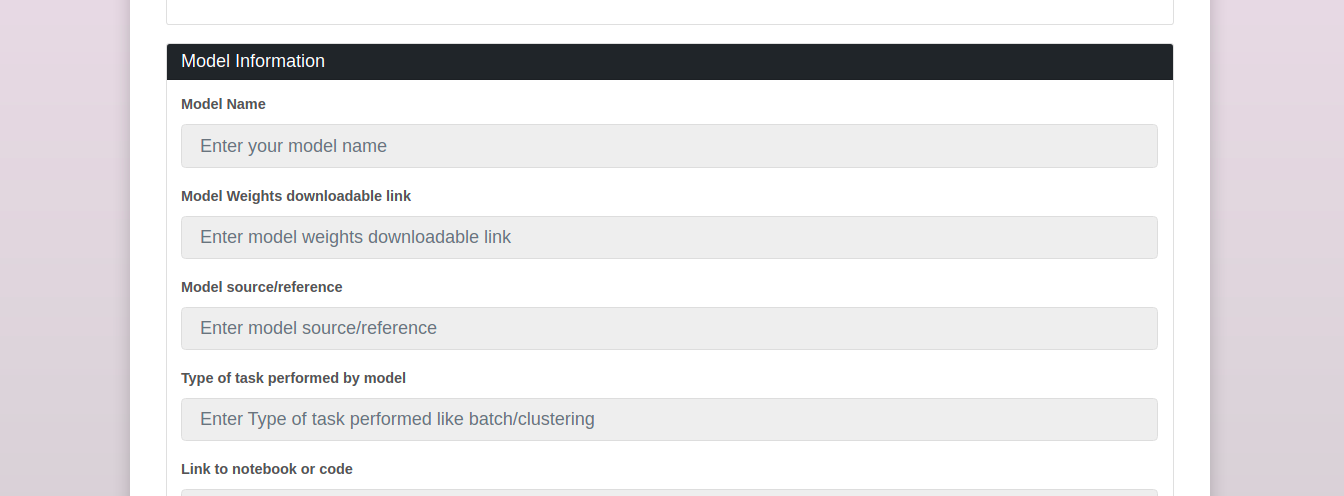 Model Information
Model Name
Enter your model name
Model Weights downloadable link
Enter model weights downloadable link
Model source/reference
Enter model source/reference
Type of task performed by model
Enter Type of task performed like batch/clustering
Link to notebook or code